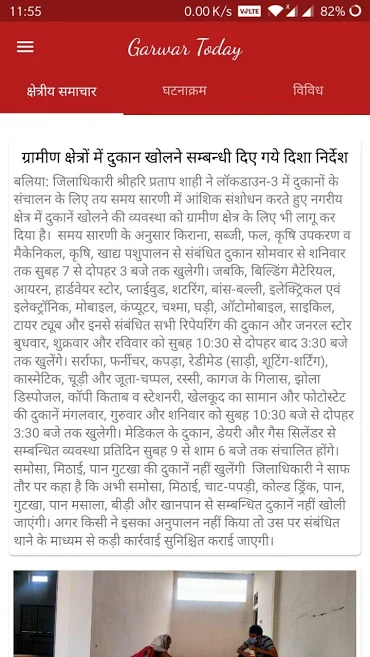 11:55 0.00 K/s VoLTE 82%
Garwar Today
क्षेत्रीय समाचार घटनाक्रम विविध
ग्रामीण क्षेत्रों में दुकान खोलने सम्बन्धी दिए गये दिशा निर्देश
बलिया: जिलाधिकारी श्रीहरि प्रताप शाही ने लॉकडाउन-3 में दुकानों के
संचालन के लिए तय समय सारणी में आंशिक संशोधन करते हुए नगरीय
क्षेत्र में दुकानें खोलने की व्यवस्था को ग्रामीण क्षेत्र के लिए भी लागू कर
दिया है। समय सारणी के अनुसार किराना, सब्जी, फल, कृषि उपकरण व
मैकेनिकल, कृषि, खाद्य पशुपालन से संबंधित दुकान सोमवार से शनिवार
तक सुबह 7 से दोपहर 3 बजे तक खुलेगी। जबकि, बिल्डिंग मैटेरियल,
आयरन, हार्डवेयर स्टोर, प्लाईवुड, शटरिंग, बांस-बल्ली, इलेक्ट्रिकल एवं
इलेक्ट्रॉनिक, मोबाइल, कंप्यूटर, चश्मा, घड़ी, ऑटोमोबाइल, साइकिल,
टायर ट्यूब और इनसे संबंधित सभी रिपेयरिंग की दुकान और जनरल स्टोर
बुधवार, शुक्रवार और रविवार को सुबह 10:30 से दोपहर बाद 3:30 बजे
तक खुलेंगे। सर्राफा, फर्नीचर, कपड़ा, रेडीमेड (साड़ी, शूटिंग-शर्टिंग),
कास्मेटिक, चूड़ी और जूता-चप्पल, रस्सी, कागज के गिलास, झोला
डिस्पोजल, कॉपी किताब व स्टेशनरी, खेलकूद का सामान और फोटोस्टेट
की दुकानें मंगलवार, गुरुवार और शनिवार को सुबह 10:30 बजे से दोपहर
3:30 बजे तक खुलेगी। मेडिकल के दुकान, डेयरी और गैस सिलेंडर से
सम्बन्धित व्यवस्था प्रतिदिन सुबह 9 से शाम 6 बजे तक संचालित होंगे।
समोसा, मिठाई, पान गुटखा की दुकानें नहीं खुलेंगी जिलाधिकारी ने साफ
तौर पर कहा है कि अभी समोसा, मिठाई, चाट-पपड़ी, कोल्ड ड्रिंक, पान,
गुटखा, पान मसाला, बीड़ी और खानपान से सम्बन्धित दुकानें नहीं खोली
जाएंगी। अगर किसी ने इसका अनुपालन नहीं किया तो उस पर संबंधित
थाने के माध्यम से कड़ी कार्रवाई सुनिश्चित कराई जाएगी।